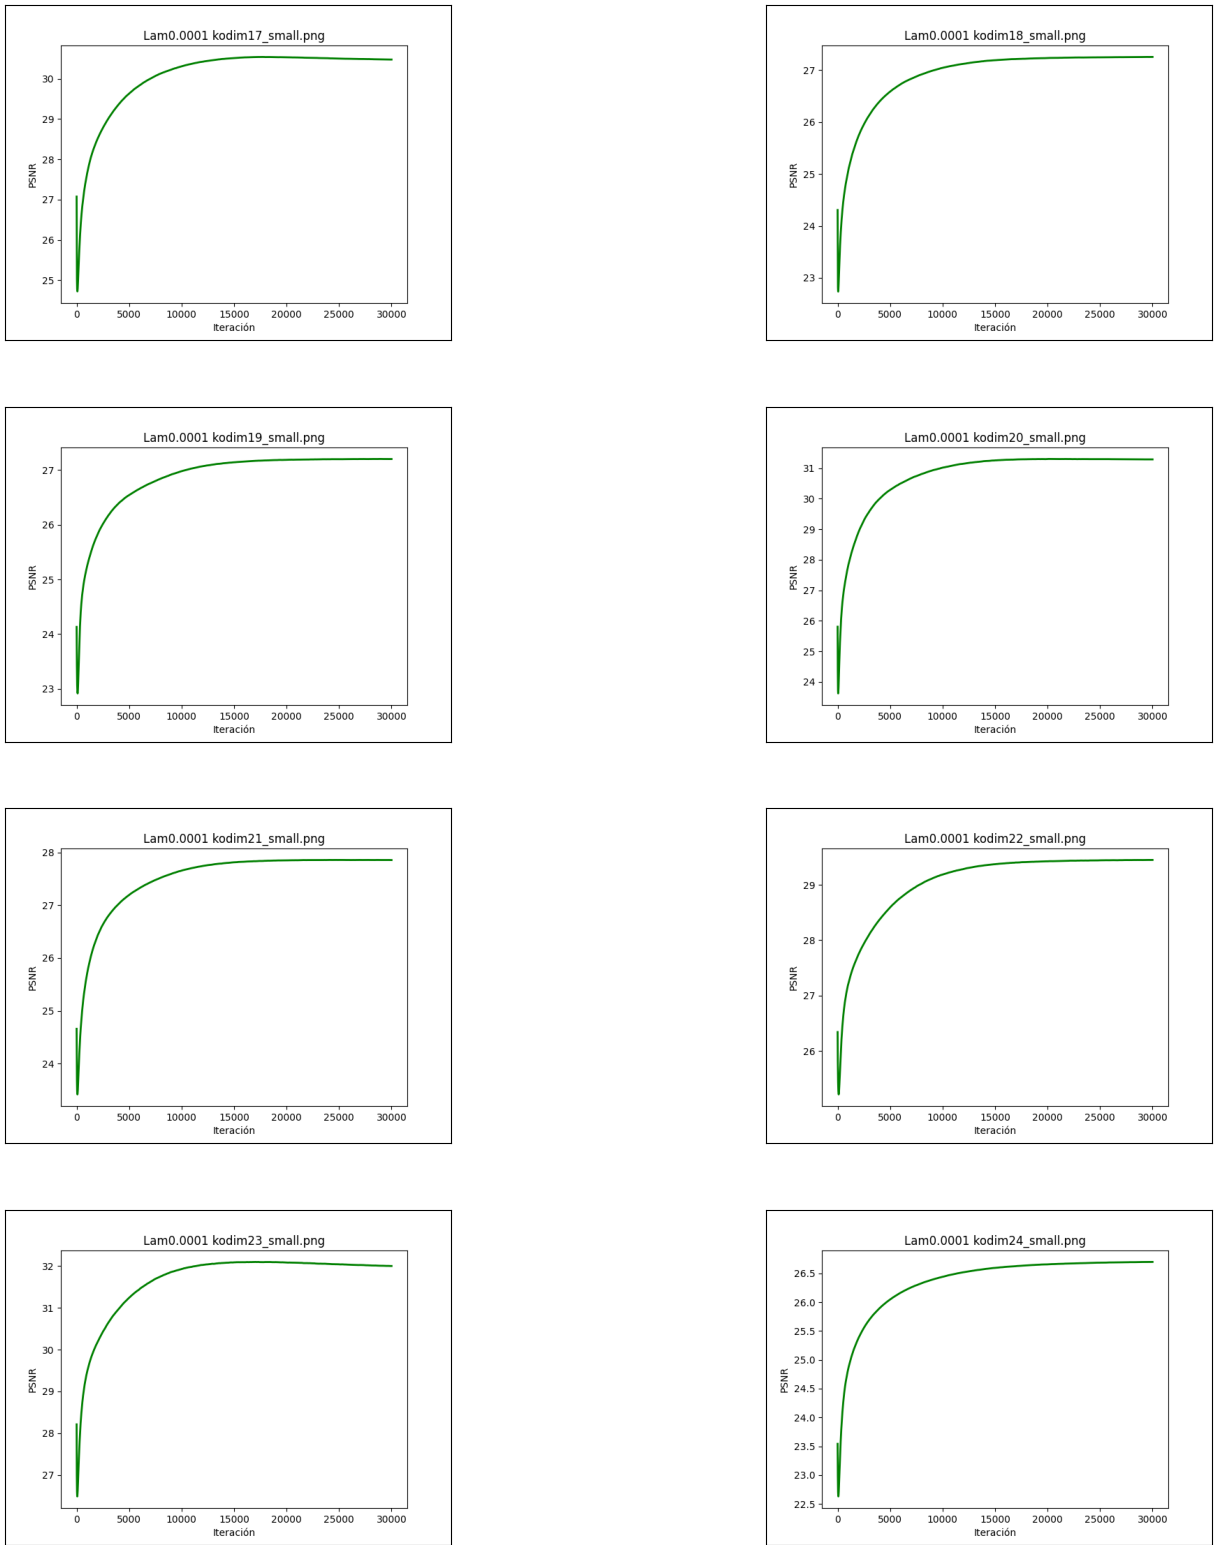 Lam0.0001 kodim17_small.png
30
29
28
27
26
25
PSNR
0 5000 10000 15000 20000 25000 30000
Iteración
Lam0.0001 kodim18_small.png
27
26
25
24
23
PSNR
0 5000 10000 15000 20000 25000 30000
Iteración
Lam0.0001 kodim19_small.png
27
26
25
24
23
PSNR
0 5000 10000 15000 20000 25000 30000
Iteración
Lam0.0001 kodim20_small.png
31
30
29
28
27
26
25
24
PSNR
0 5000 10000 15000 20000 25000 30000
Iteración
Lam0.0001 kodim21_small.png
28
27
26
25
24
PSNR
0 5000 10000 15000 20000 25000 30000
Iteración
Lam0.0001 kodim22_small.png
29
28
27
26
PSNR
0 5000 10000 15000 20000 25000 30000
Iteración
Lam0.0001 kodim23_small.png
32
31
30
29
28
27
PSNR
0 5000 10000 15000 20000 25000 30000
Iteración
Lam0.0001 kodim24_small.png
26.5
26.0
25.5
25.0
24.5
24.0
23.5
23.0
22.5
PSNR
0 5000 10000 15000 20000 25000 30000
Iteración